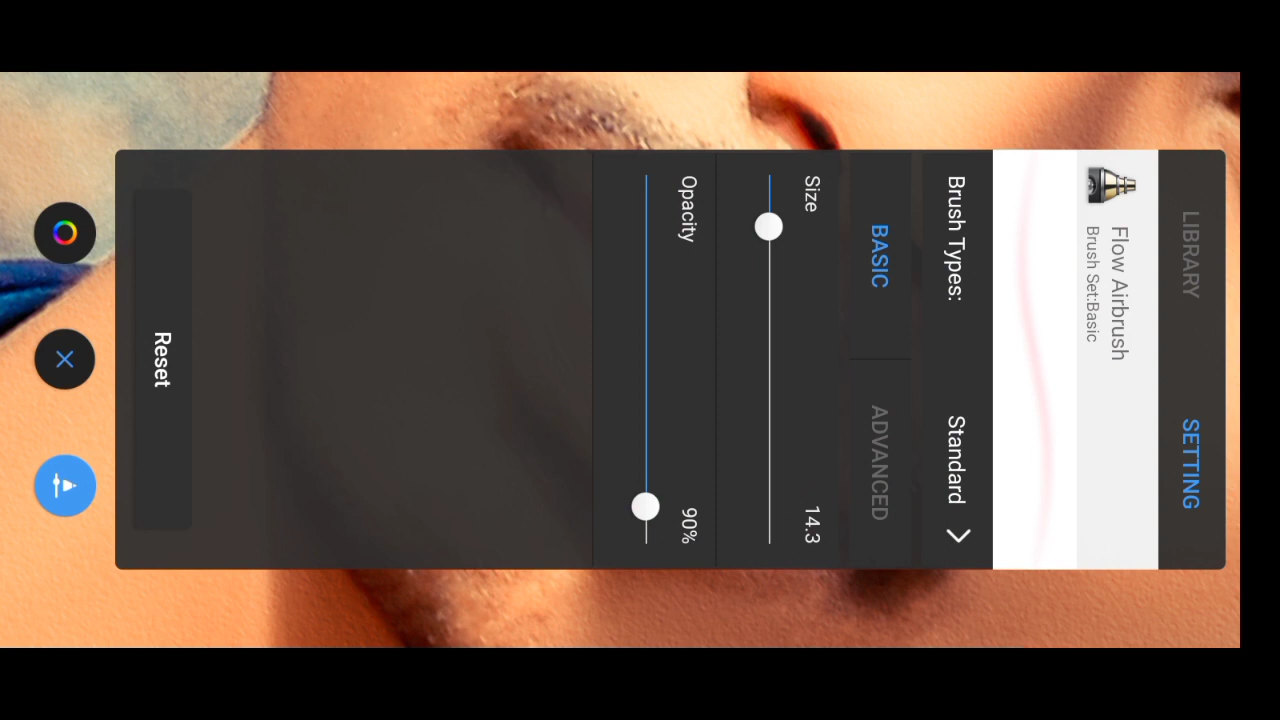 LIBRARY SETTING
Flow Airbrush
Brush Set:Basic
Brush Types: Standard
BASIC ADVANCED
Size 14.3
Opacity 90%
Reset